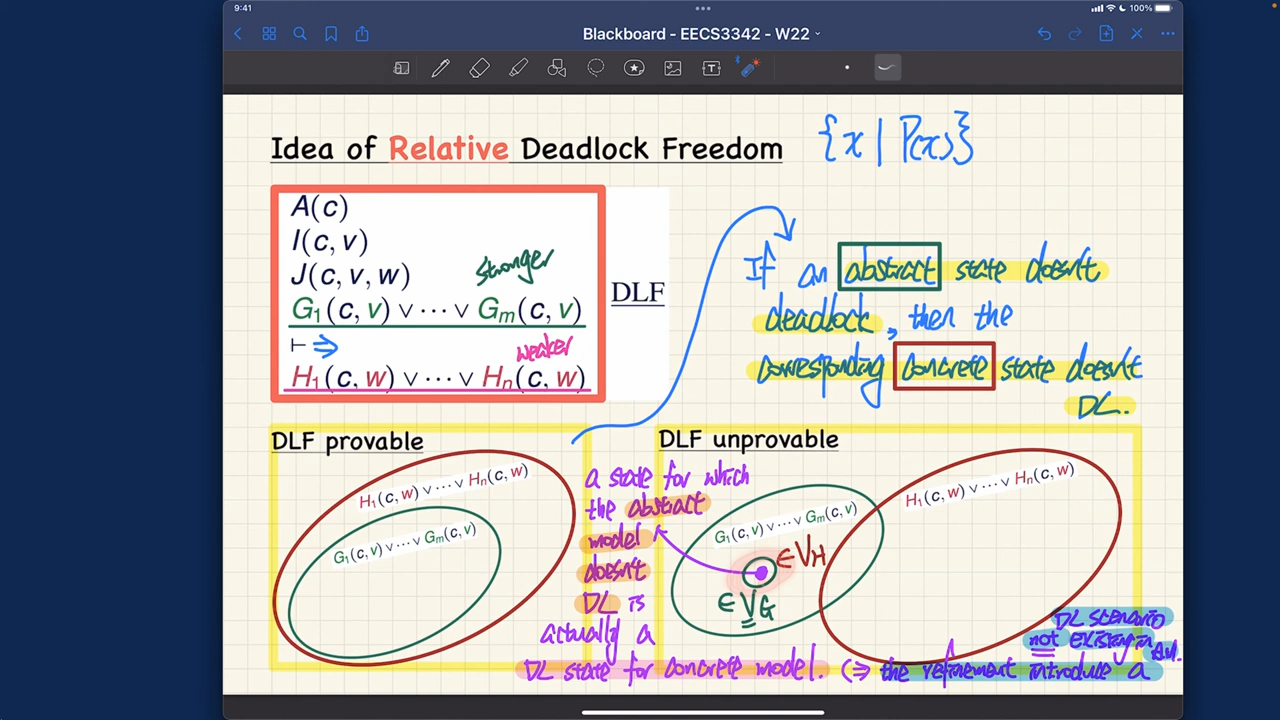 9:41
100%
Blackboard - EECS3342 - W22
Idea of Relative Deadlock Freedom
{x | P(x)}
A(c)
I(c, v)
J(c, v, w)
stronger
G1(c, v) ∨ ⋯ ∨ Gm(c, v)
DLF
⊢ ⇒
weaker
H1(c, w) ∨ ⋯ ∨ Hn(c, w)
If an abstract state doesn't
deadlock, then the
corresponding concrete state doesn't
DL.
DLF provable
H1(c, w) ∨ ⋯ ∨ Hn(c, w)
G1(c, v) ∨ ⋯ ∨ Gm(c, v)
DLF unprovable
a state for which
the abstract
model
doesn't
DL is
actually a
DL state for concrete model. (⇒ the refinement introduce a
DL scenario
not existing in
G1(c, v) ∨ ⋯ ∨ Gm(c, v)
H1(c, w) ∨ ⋯ ∨ Hn(c, w)
∈ VH
∈ VG